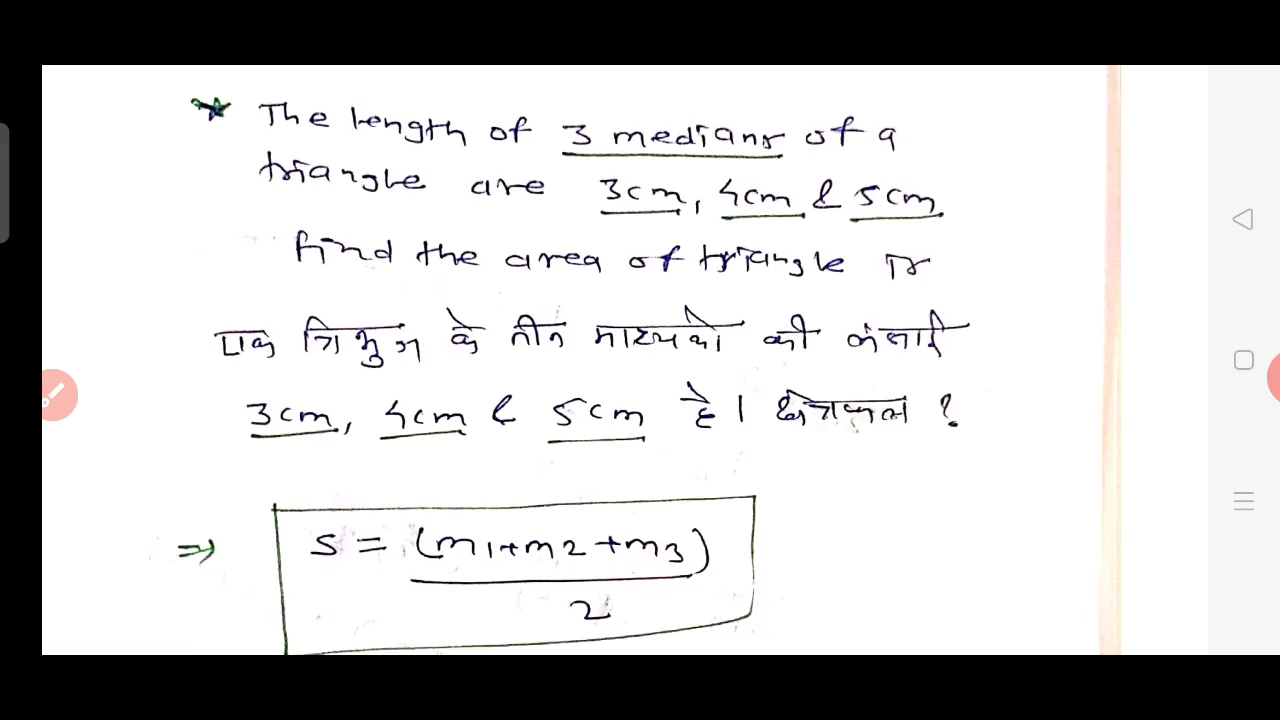 The length of 3 medians of a
triangle are 3cm, 4cm & 5cm
find the area of triangle is
एक त्रिभुज के तीन माध्यको की लंबाई
3cm, 4cm & 5cm है। क्षेत्रफल ?
⇒ S = (m1+m2+m3)
2